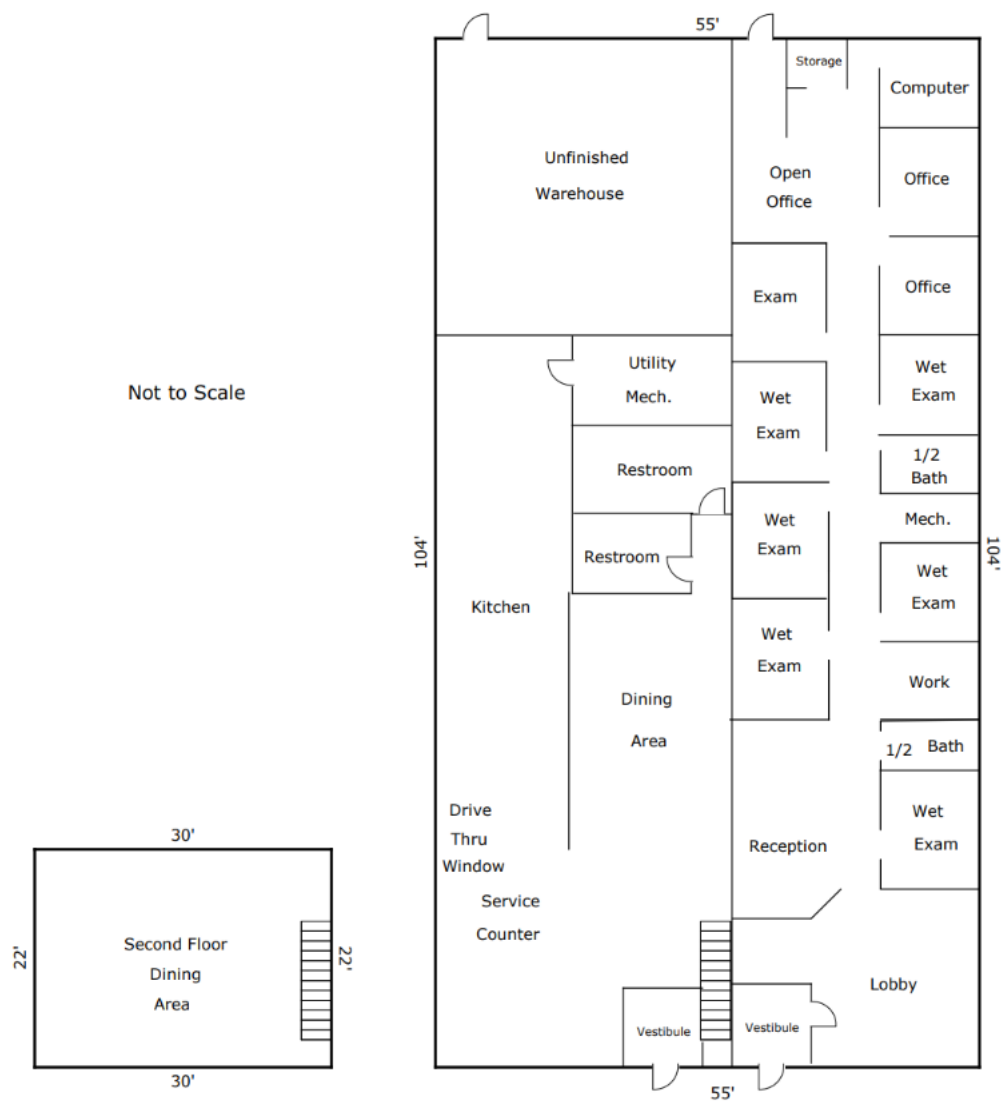 55'
Storage
Computer
Unfinished
Warehouse
Open
Office
Office
Exam
Office
Not to Scale
Utility
Mech.
Wet
Exam
Wet
Exam
Restroom
1/2
Bath
104'
Restroom
Wet
Exam
Mech.
104'
Wet
Exam
Kitchen
Wet
Exam
Dining
Area
Work
1/2 Bath
Drive
Thru
Window
Reception
Wet
Exam
Service
Counter
Lobby
Vestibule
Vestibule
55'
30'
22'
Second Floor
Dining
Area
22'
30'